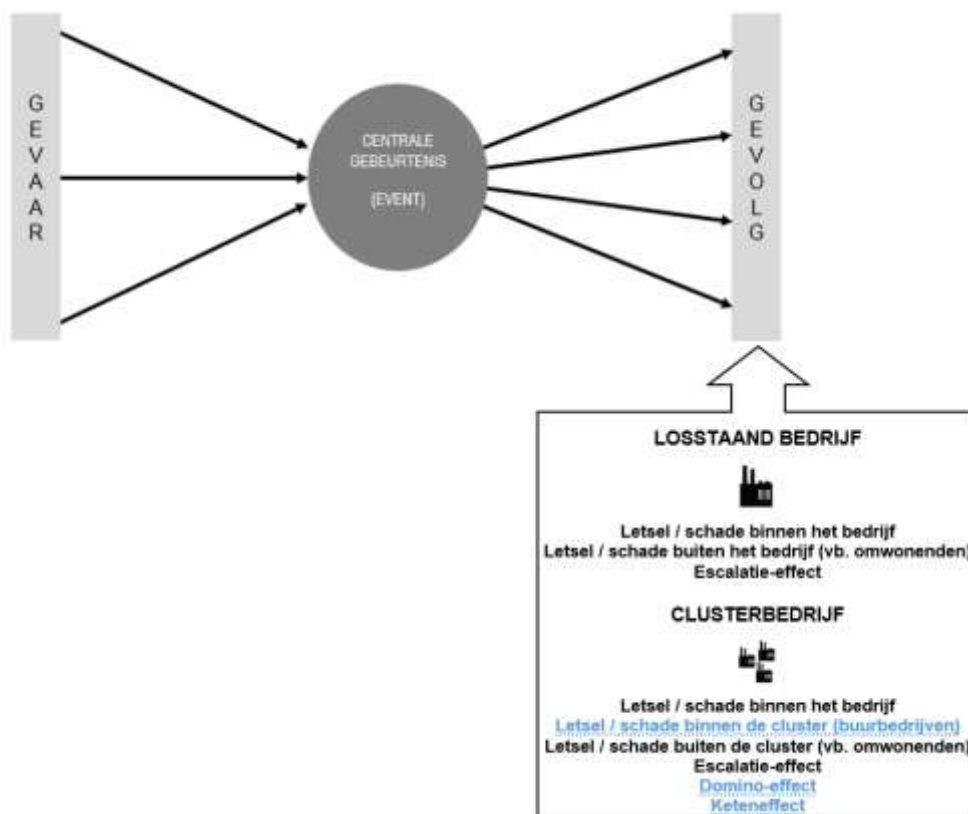 GEVAAR
CENTRALE
GEBEURTENIS
(EVENT)
GEVOLG
LOSSTAAND BEDRIJF
Letsel / schade binnen het bedrijf
Letsel / schade buiten het bedrijf (vb. omwonenden)
Escalatie-effect
CLUSTERBEDRIJF
Letsel / schade binnen het bedrijf
Letsel / schade binnen de cluster (buurbedrijven)
Letsel / schade buiten de cluster (vb. omwonenden)
Escalatie-effect
Domino-effect
Keteneffect